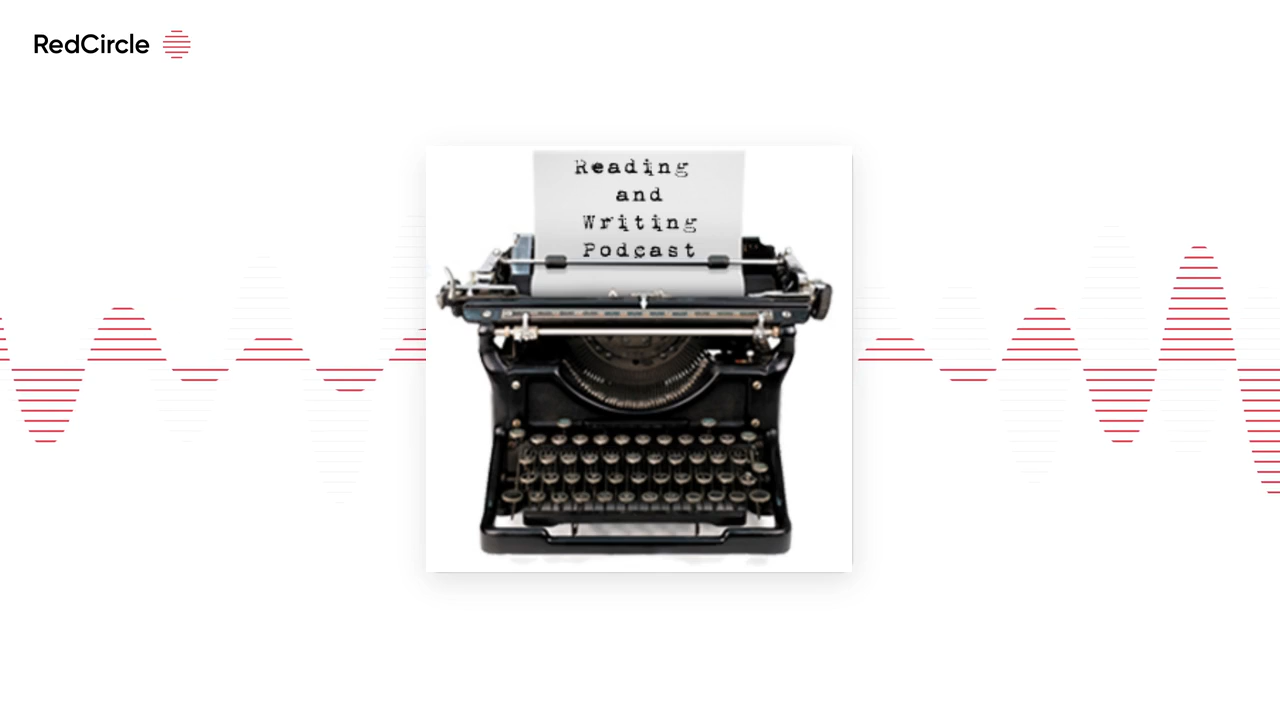 RedCircle
Reading
and
Writing
Podcast